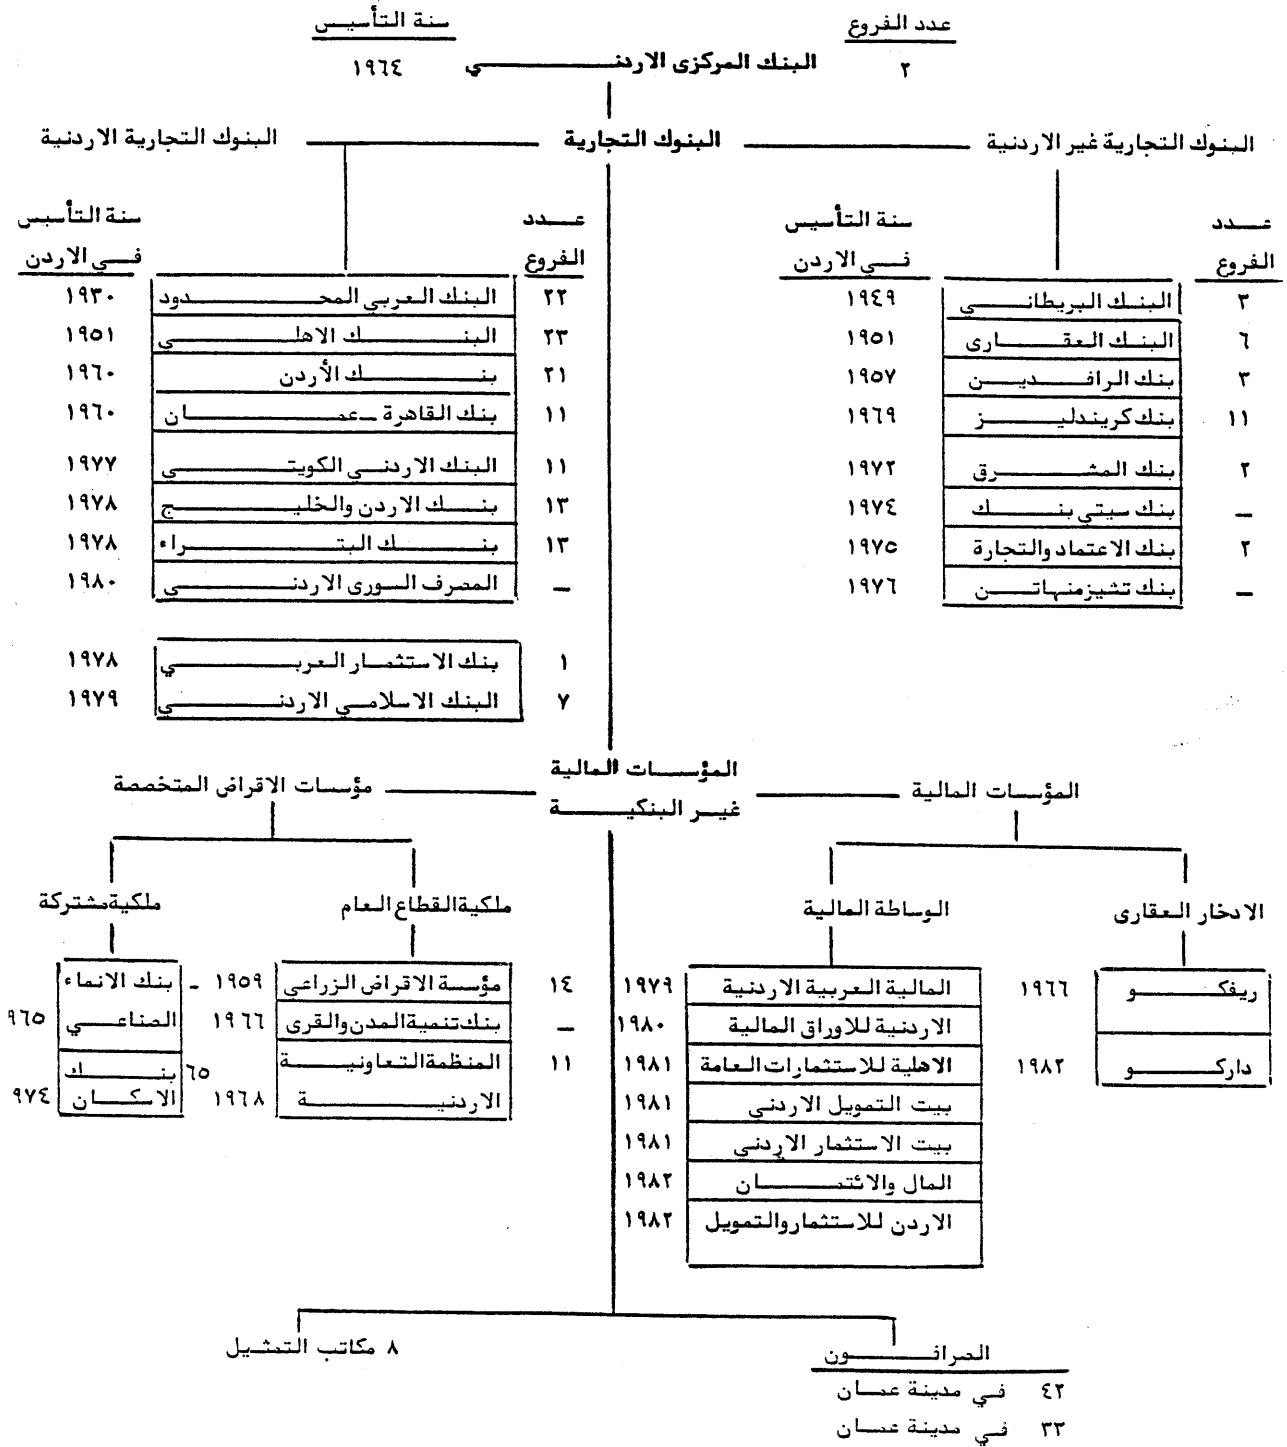 عدد الفروع سنة التأسيس
٢ البنك المركزى الاردني ١٩٦٤
البنوك التجارية غير الاردنية البنوك التجارية البنوك التجارية الاردنية
عدد الفروع سنة التأسيس في الاردن
٣ البنك البريطاني ١٩٤٩
٦ البنك العقارى ١٩٥١
٣ بنك الرافدين ١٩٥٧
١١ بنك كريندليز ١٩٦٩
٢ بنك المشرق ١٩٧٢
– بنك سيتي بنك ١٩٧٤
٢ بنك الاعتماد والتجارة ١٩٧٥
– بنك تشيزمنهاتن ١٩٧٦
عدد الفروع سنة التأسيس في الاردن
٢٢ البنك العربي المحدود ١٩٣٠
٢٣ البنك الاهلي ١٩٥١
٢١ بنك الأردن ١٩٦٠
١١ بنك القاهرة – عمان ١٩٦٠
١١ البنك الاردني الكويتي ١٩٧٧
١٣ بنك الاردن والخليج ١٩٧٨
١٣ بنك البتراء ١٩٧٨
– المصرف السورى الاردني ١٩٨٠
١ بنك الاستثمار العربي ١٩٧٨
٧ البنك الاسلامي الاردني ١٩٧٩
المؤسسات المالية
غير البنكية
المؤسسات المالية
مؤسسات الاقراض المتخصصة
الادخار العقارى
ريفكو ١٩٦٦
داركو ١٩٨٢
الوساطة المالية
المالية العربية الاردنية ١٩٧٩
الاردنية للاوراق المالية ١٩٨٠
الاهلية للاستثمارات العامة ١٩٨١
بيت التمويل الاردني ١٩٨١
بيت الاستثمار الاردني ١٩٨١
المال والائتمان ١٩٨٢
الاردن للاستثمار والتمويل ١٩٨٢
ملكية القطاع العام
١٤ مؤسسة الاقراض الزراعي ١٩٥٩
– بنك تنمية المدن والقرى ١٩٦٦
١١ المنظمة التعاونية
الاردنية ١٩٦٨
ملكية مشتركة
– بنك الانماء
الصناعي ٩٦٥
٦٥ بنك
الاسكان ٩٧٤
الصرافون
٤٢ في مدينة عمان
٣٣ في مدينة عمان
٨ مكاتب التمثيل